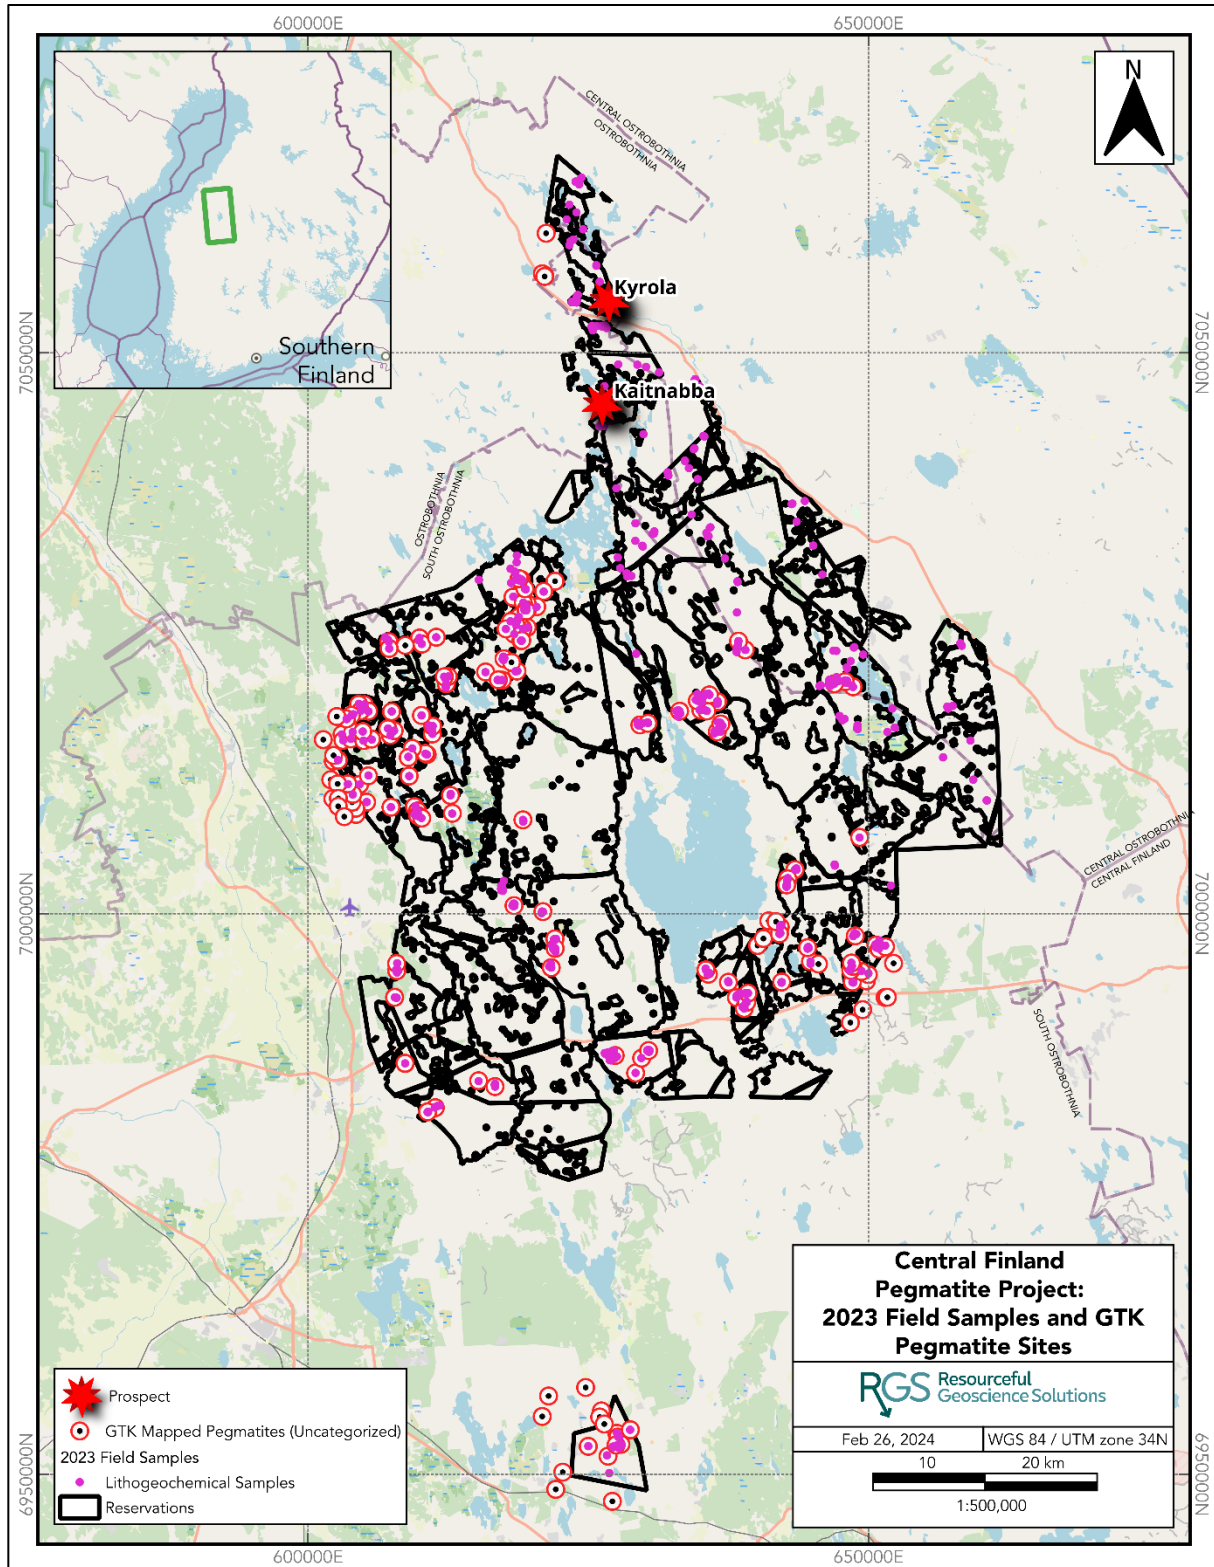 600000E
650000E
N
CENTRAL OSTROBOTHNIA
OSTROBOTHNIA
Kyrola
7050000N
7050000N
Southern
Finland
Kaitnabba
OSTROBOTHNIA
SOUTH OSTROBOTHNIA
CENTRAL OSTROBOTHNIA
CENTRAL FINLAND
7000000N
7000000N
SOUTH OSTROBOTHNIA
Central Finland
Pegmatite Project:
2023 Field Samples and GTK
Pegmatite Sites
RGS Resourceful
Geoscience Solutions
Feb 26, 2024
WGS 84 / UTM zone 34N
10
20 km
1:500,000
Prospect
GTK Mapped Pegmatites (Uncategorized)
2023 Field Samples
Lithogeochemical Samples
Reservations
6950000N
6950000N
600000E
650000E